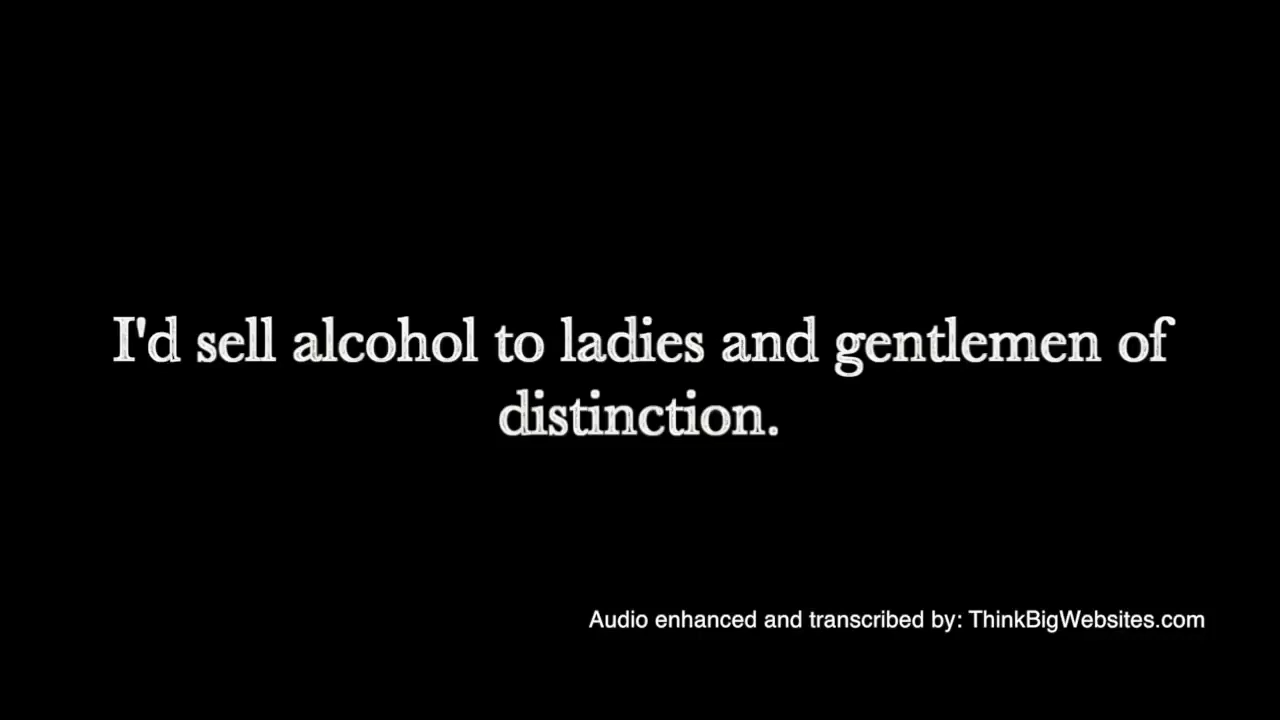 I'd sell alcohol to ladies and gentlemen of
distinction.
Audio enhanced and transcribed by: ThinkBigWebsites.com